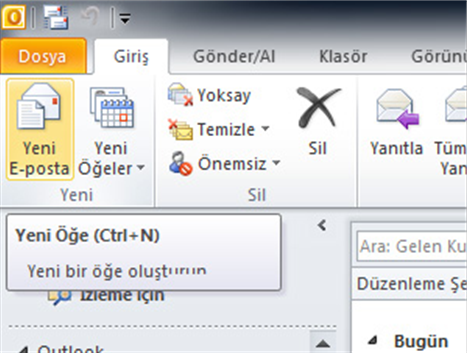 Dosya Giriş Gönder/Al Klasör Görünü
Yeni
E-posta
Yeni
Öğeler
Yoksay
Temizle
Önemsiz
Sil
Yanıtla
Tüm
Yan
Yeni
Sil
Yeni Öğe (Ctrl+N)
Yeni bir öğe oluşturun
İzleme İçin
Outlook
Ara: Gelen Ku
Düzenleme Şe
Bugün